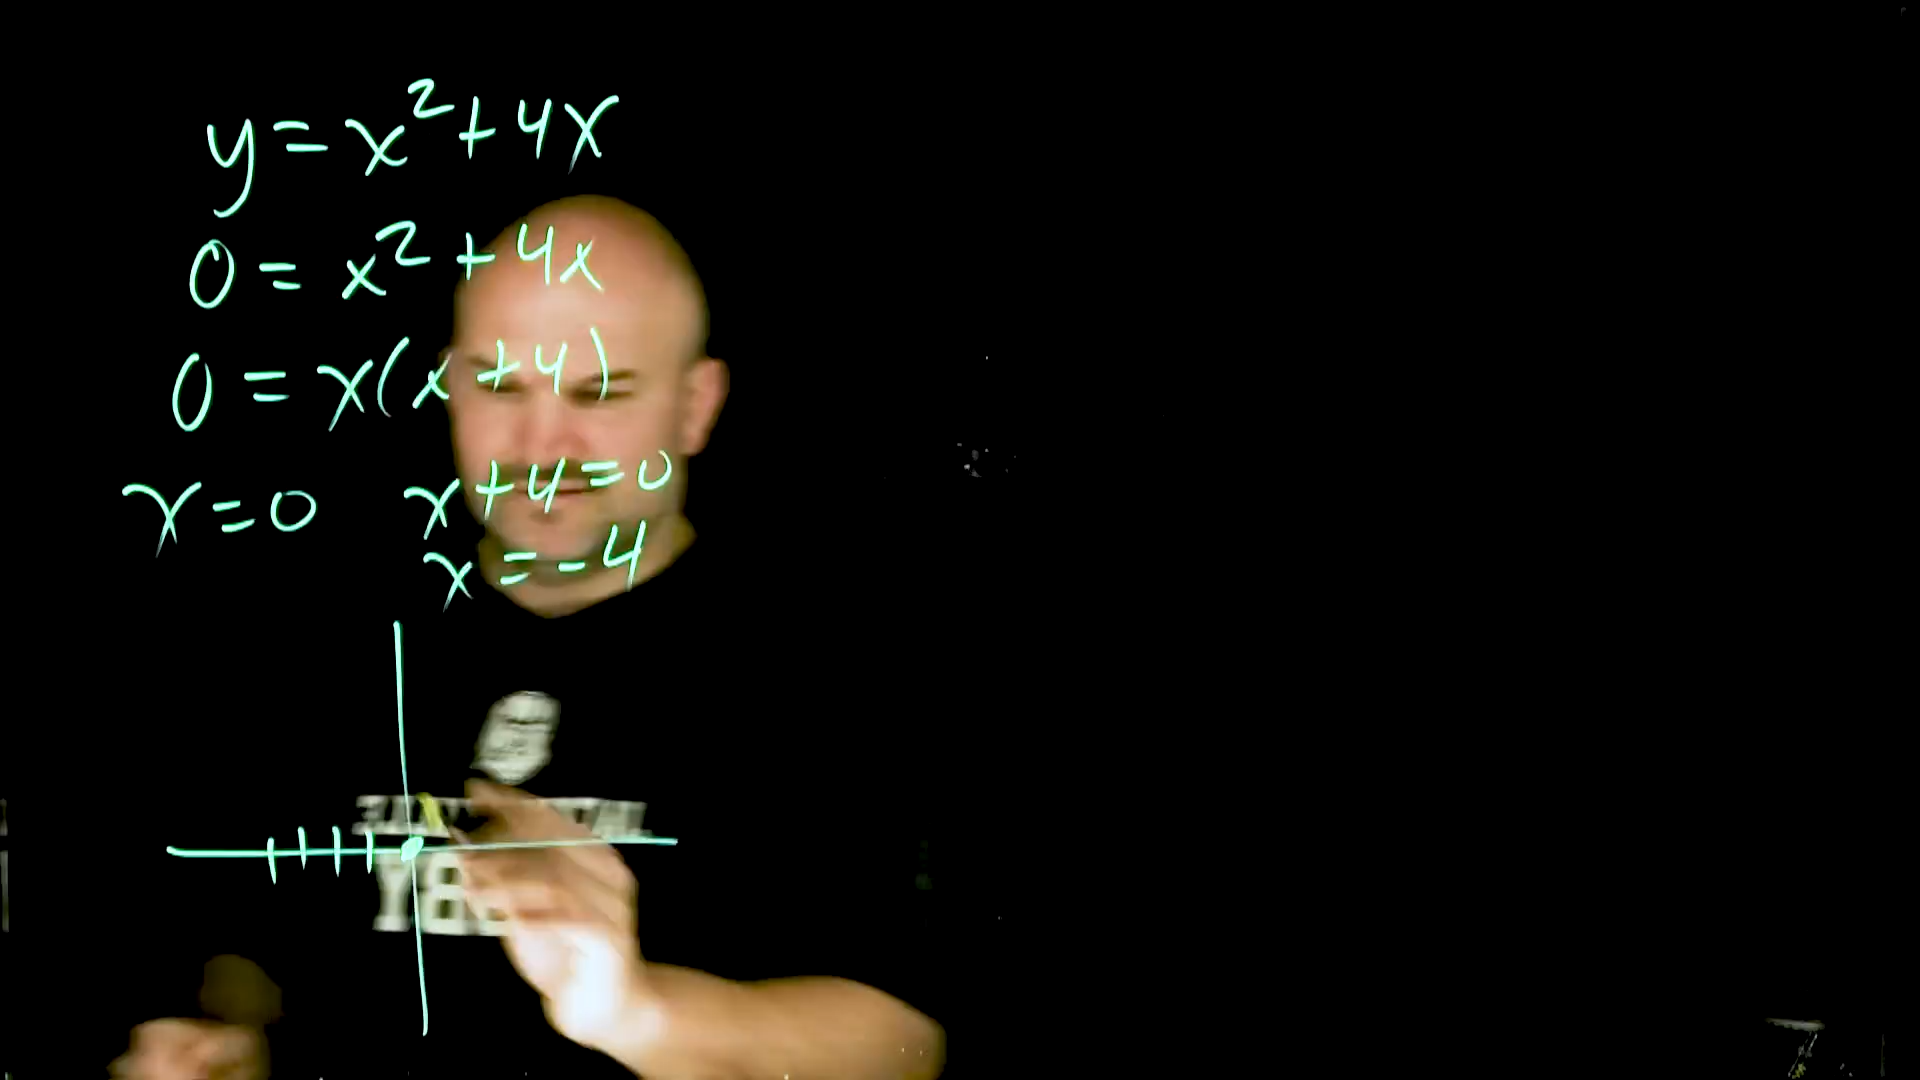 y = x² + 4x
0 = x² + 4x
0 = x(x + 4)
x = 0 x + 4 = 0
x = -4